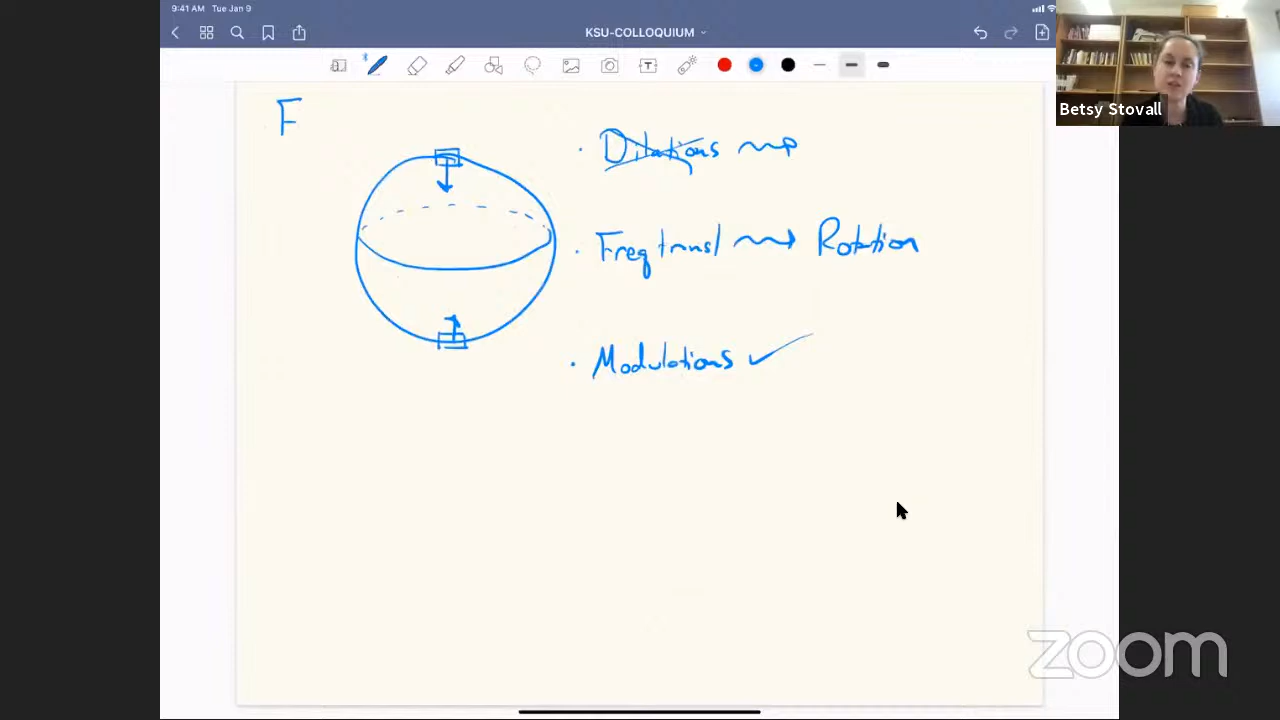 9:41 AM Tue Jan 9
KSU-COLLOQUIUM
Betsy Stovall
F
· Dilations
· Freq transl Rotation
· Modulations ✓
zoom